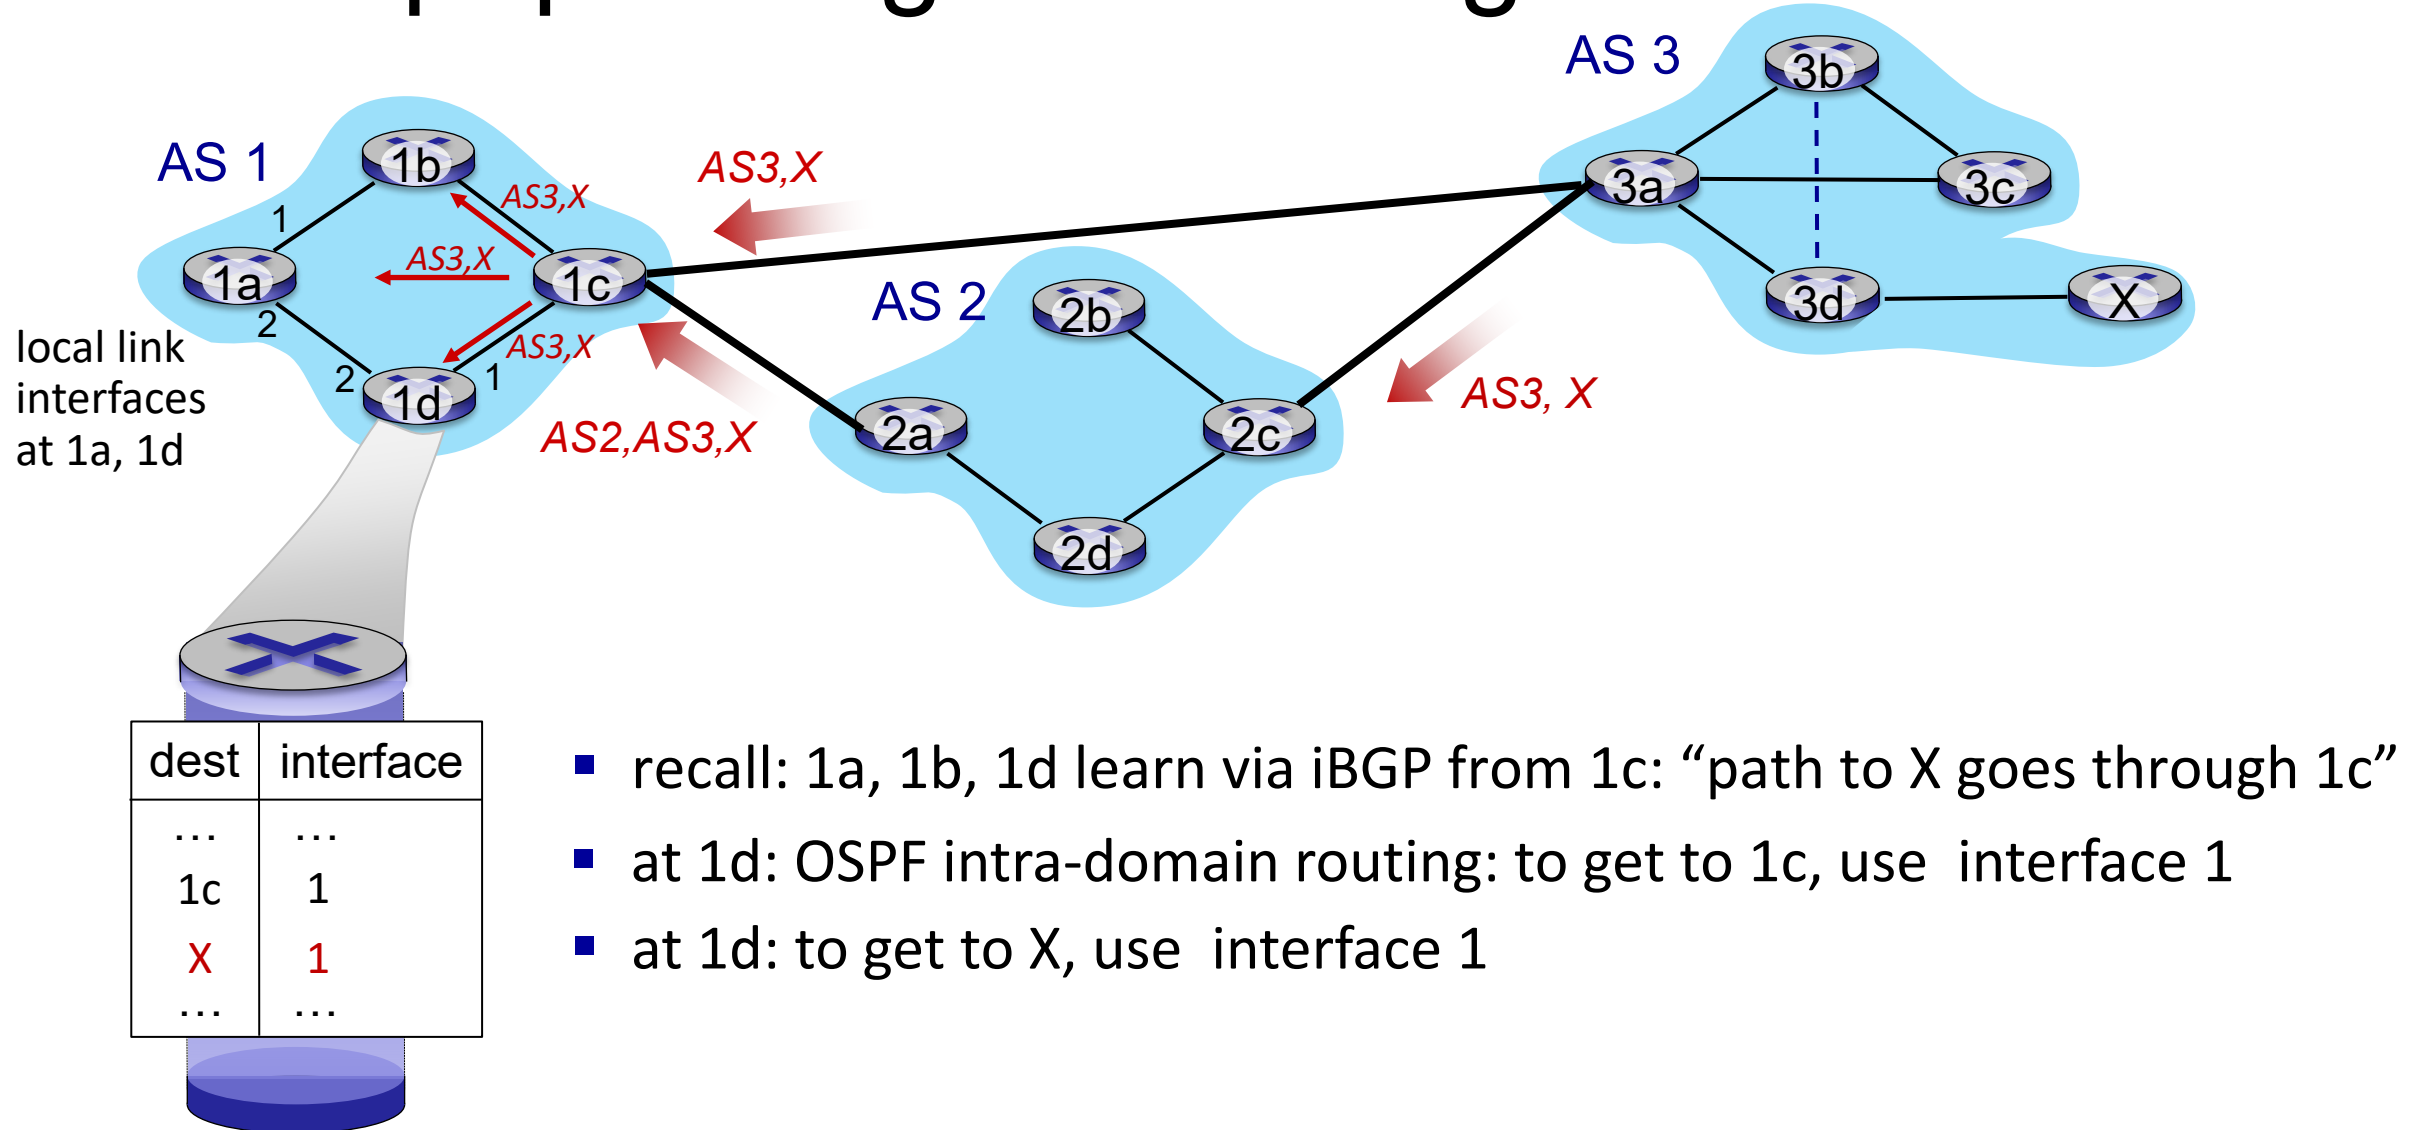 AS 3
3b
3a
3c
3d
X
AS 1
1b
AS3,X
AS3,X
1
AS3,X
1a
1c
2
AS3,X
2
1
1d
local link
interfaces
at 1a, 1d
AS2,AS3,X
AS 2
2b
2a
2c
2d
AS3, X
dest interface
... ...
1c 1
X 1
... ...
▪ recall: 1a, 1b, 1d learn via iBGP from 1c: “path to X goes through 1c”
▪ at 1d: OSPF intra-domain routing: to get to 1c, use interface 1
▪ at 1d: to get to X, use interface 1